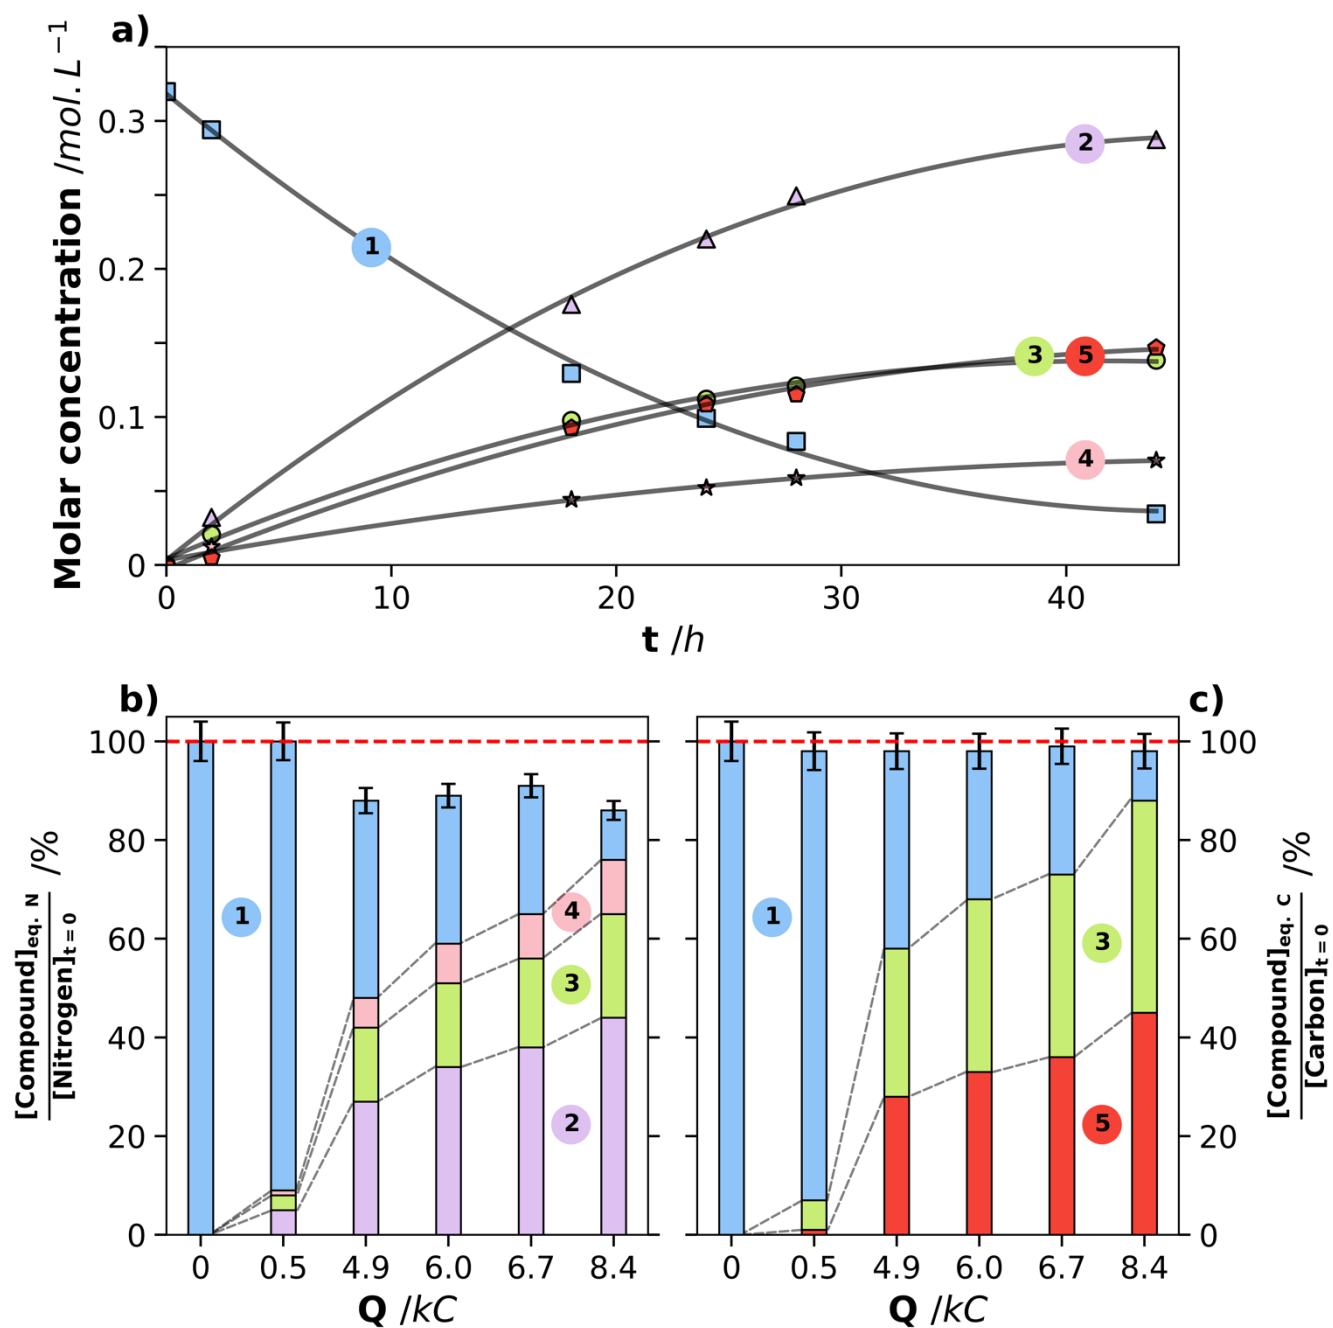 a)
Molar concentration /mol. L⁻¹
0.3
0.2
0.1
0
1
2
3
5
4
0 10 20 30 40
t /h
b)
[Compound]eq. N
[Nitrogen]t = 0
/%
100
80
60
40
20
0
1
4
3
2
0 0.5 4.9 6.0 6.7 8.4
Q /kC
c)
1
3
5
100
80
60
40
20
0
[Compound]eq. C
[Carbon]t = 0
/%
0 0.5 4.9 6.0 6.7 8.4
Q /kC